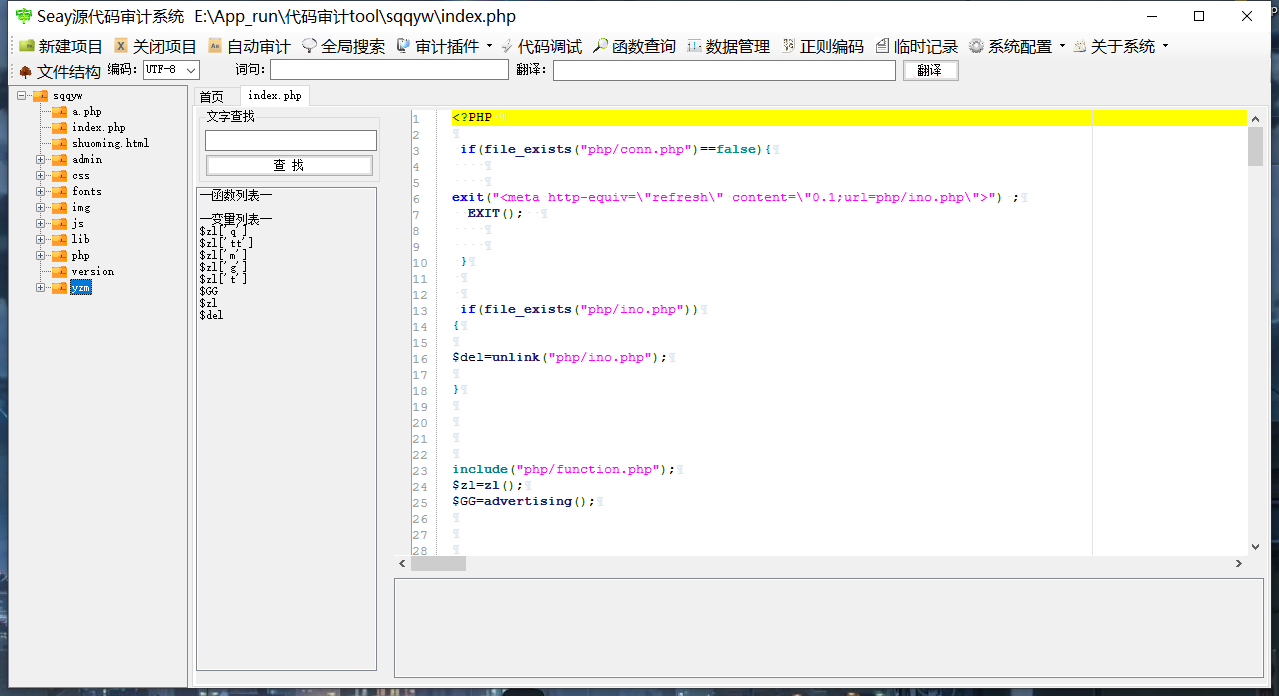 Seay源代码审计系统 E:\App_run\代码审计tool\sqqyw\index.php
新建项目 关闭项目 自动审计 全局搜索 审计插件 代码调试 函数查询 数据管理 正则编码 临时记录 系统配置 关于系统
文件结构 编码: UTF-8 词句: 翻译: 翻译
sqqyw
a.php
index.php
shuoming.html
admin
css
fonts
img
js
lib
php
version
yzm
首页 index.php
文字查找
查 找
—函数列表—
—变量列表—
$zl['q']
$zl['tt']
$zl['m']
$zl['g']
$zl['t']
$GG
$zl
$del
1 <?PHP ¶
2 ¶
3 if(file_exists("php/conn.php")==false){¶
4 ¶
5 ¶
6 exit("<meta http-equiv=\"refresh\" content=\"0.1;url=php/ino.php\">") ;¶
7 EXIT(); ¶
8 ¶
9 ¶
10 }¶
11 ¶
12 ¶
13 if(file_exists("php/ino.php"))¶
14 {¶
15 ¶
16 $del=unlink("php/ino.php");¶
17 ¶
18 }¶
19 ¶
20 ¶
21 ¶
22 ¶
23 include("php/function.php");¶
24 $zl=zl();¶
25 $GG=advertising();¶
26 ¶
27 ¶
28 ¶